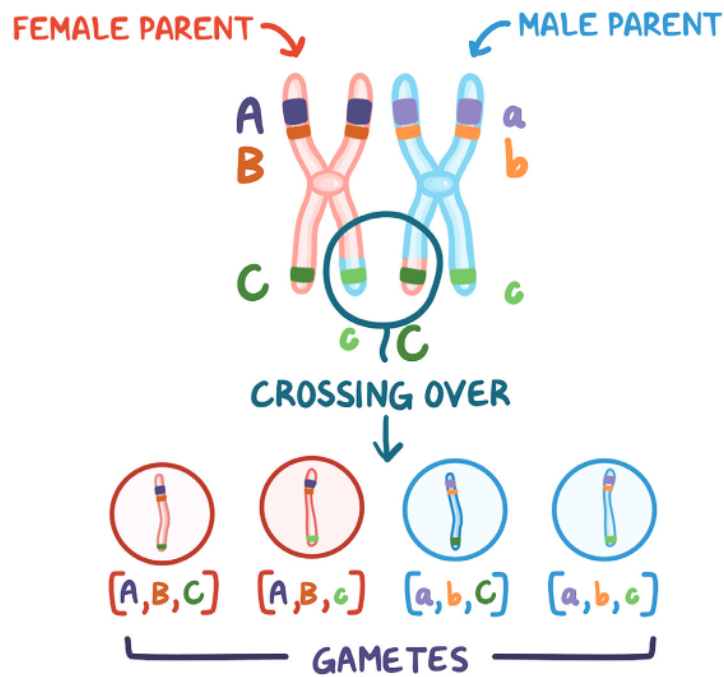 FEMALE PARENT
MALE PARENT
A
a
B
b
C
c
c
C
CROSSING OVER
[A,B,C] [A,B,c] [a,b,C] [a,b,c]
GAMETES